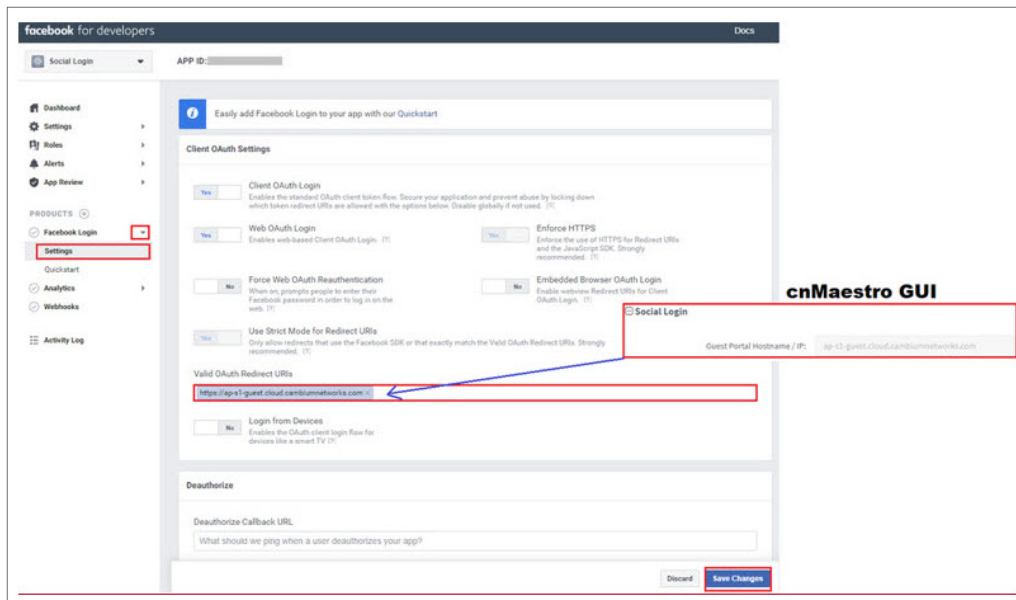 facebook for developers
Docs
Social Login
APP ID:
Dashboard
Settings
Roles
Alerts
App Review
PRODUCTS
Facebook Login
Settings
Quickstart
Analytics
Webhooks
Activity Log
Easily add Facebook Login to your app with our Quickstart
Client OAuth Settings
Yes
Client OAuth Login
Enables the standard OAuth client token flow. Secure your application and prevent abuse by locking down
which token redirect URIs are allowed with the options below. Disable globally if not used. [?]
Yes
Web OAuth Login
Enables web-based Client OAuth Login. [?]
Yes
Enforce HTTPS
Enforce the use of HTTPS for Redirect URIs
and the JavaScript SDK. Strongly
recommended. [?]
No
Force Web OAuth Reauthentication
When on, prompts people to enter their
Facebook password in order to log in on the
web. [?]
No
Embedded Browser OAuth Login
Enable webview Redirect URIs for Client
OAuth Login. [?]
Yes
Use Strict Mode for Redirect URIs
Only allow redirects that use the Facebook SDK or that exactly match the Valid OAuth Redirect URIs. Strongly
recommended. [?]
cnMaestro GUI
Social Login
Guest Portal Hostname / IP:
ap-s1-guest.cloud.cambiumnetworks.com
Valid OAuth Redirect URIs
https://ap-s1-guest.cloud.cambiumnetworks.com ×
No
Login from Devices
Enables the OAuth client login flow for
devices like a smart TV [?]
Deauthorize
Deauthorize Callback URL
What should we ping when a user deauthorizes your app?
Discard
Save Changes